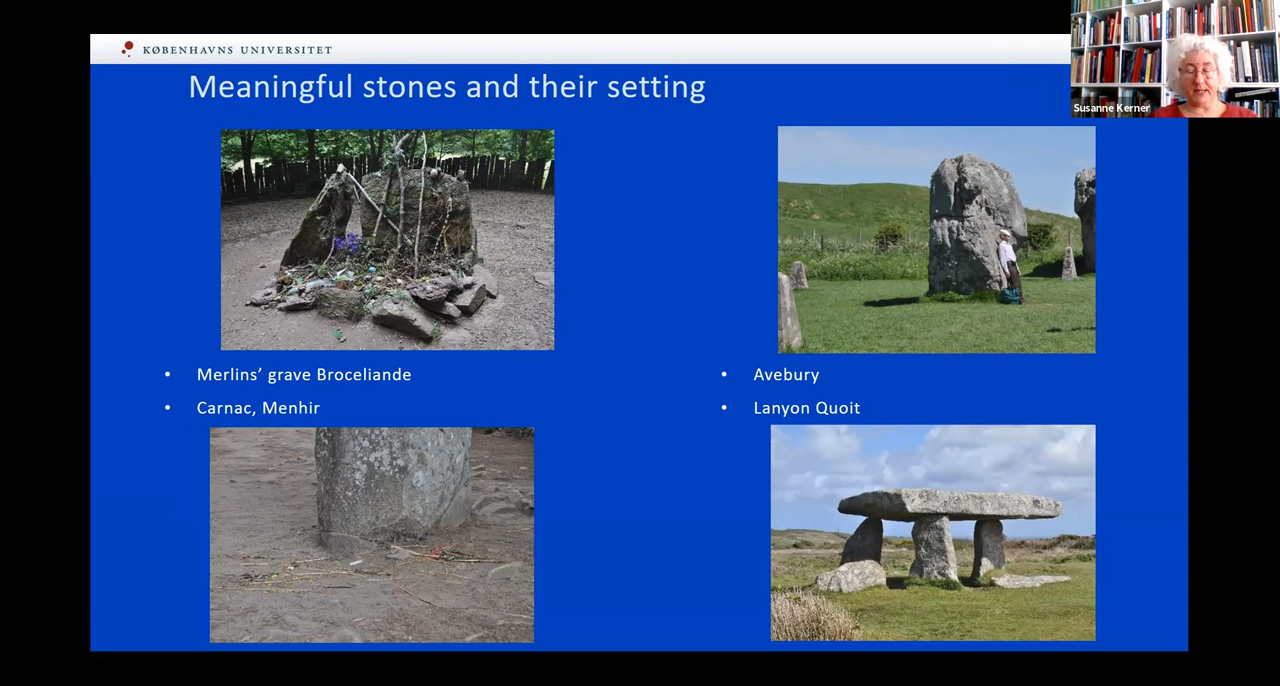 KØBENHAVNS UNIVERSITET
Meaningful stones and their setting
Susanne Kerner
• Merlins’ grave Broceliande
• Carnac, Menhir
• Avebury
• Lanyon Quoit